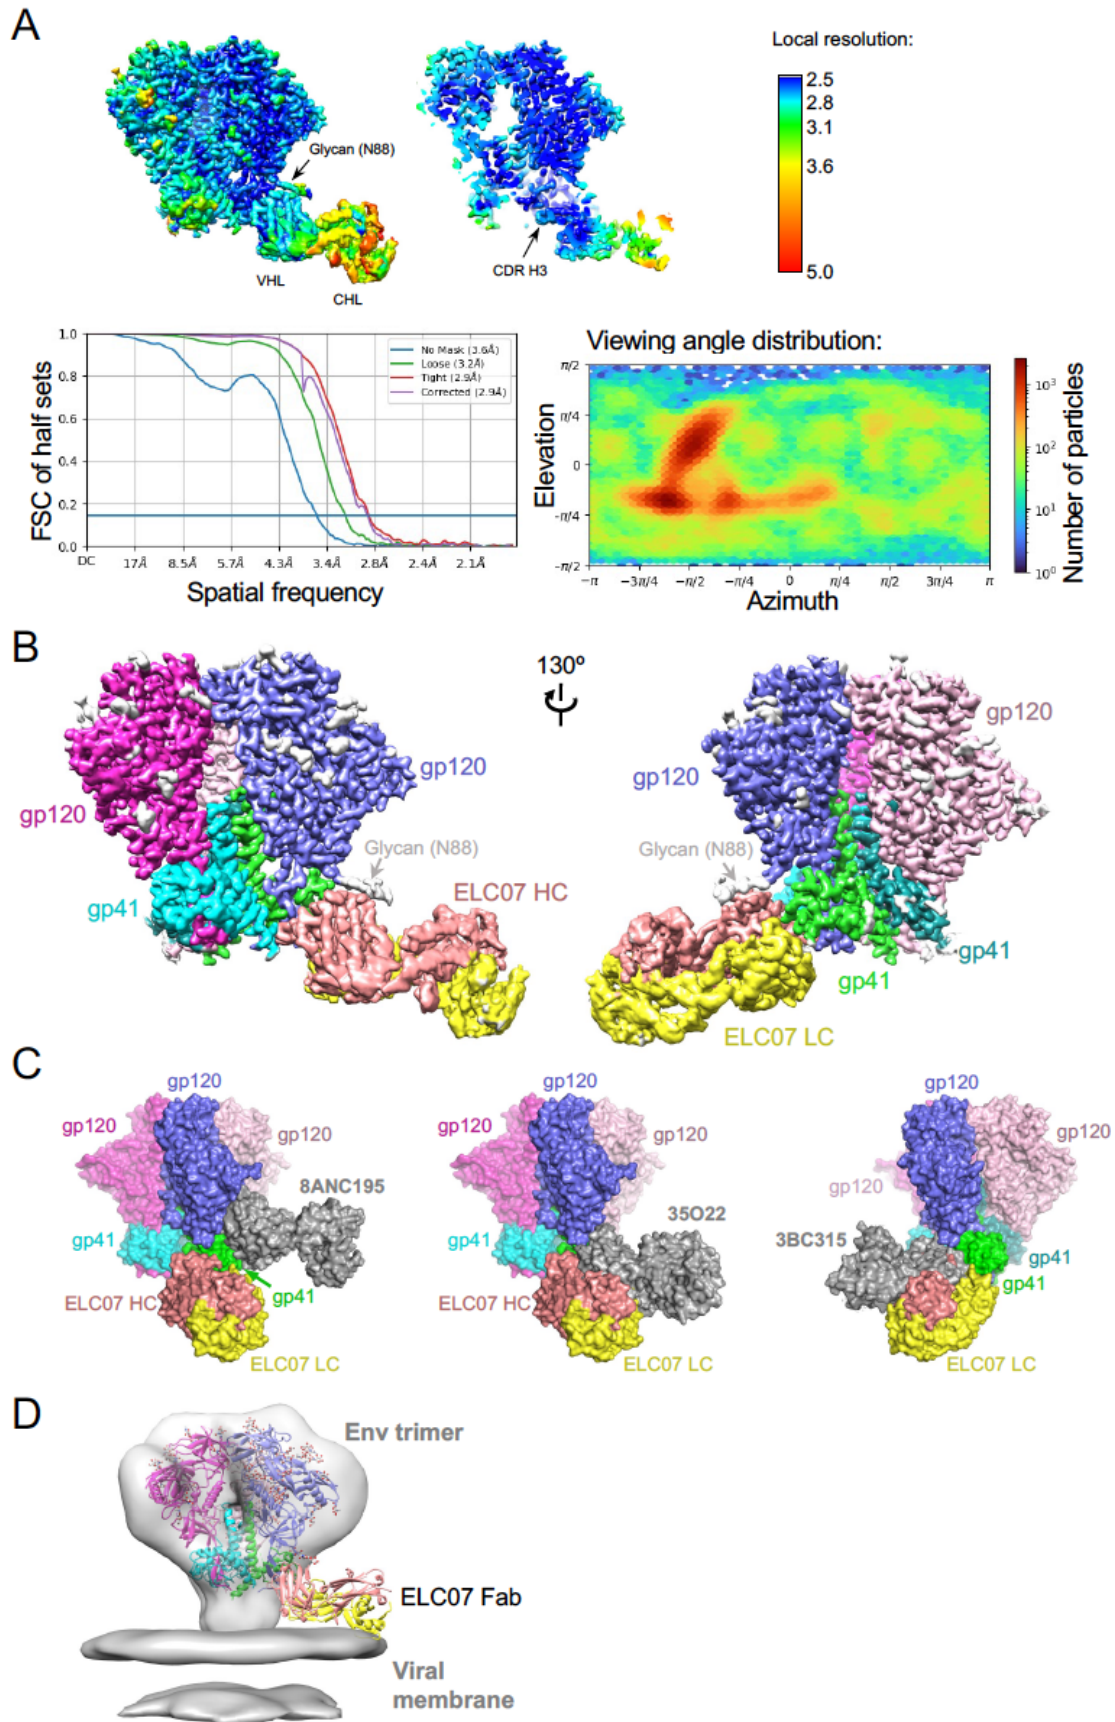 A
Local resolution:
2.5
2.8
3.1
3.6
5.0
Glycan (N88)
VHL
CHL
CDR H3
FSC of half sets
1.0
0.8
0.6
0.4
0.2
0.0
No Mask (3.6Å)
Loose (3.2Å)
Tight (2.9Å)
Corrected (2.9Å)
DC 17Å 8.5Å 5.7Å 4.3Å 3.4Å 2.8Å 2.4Å 2.1Å
Spatial frequency
Viewing angle distribution:
Elevation
π/2
π/4
0
-π/4
-π/2
−π −3π/4 −π/2 −π/4 0 π/4 π/2 3π/4 π
Azimuth
10³
10²
10¹
10⁰
Number of particles
B
130º
gp120
gp120
gp41
Glycan (N88)
ELC07 HC
gp120
gp120
Glycan (N88)
gp41
gp41
ELC07 LC
C
gp120
gp120
gp120
8ANC195
gp41
ELC07 HC
gp41
ELC07 LC
gp120
gp120
gp120
35O22
gp41
ELC07 HC
ELC07 LC
gp120
gp120
gp120
3BC315
gp41
gp41
ELC07 LC
D
Env trimer
ELC07 Fab
Viral
membrane